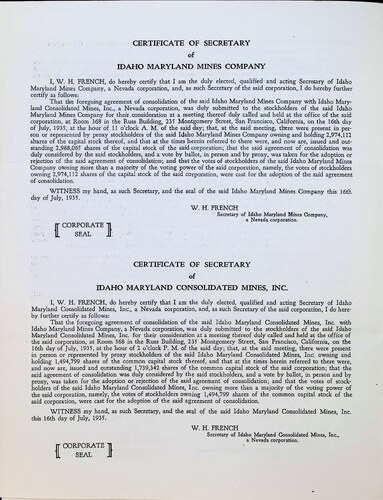 CERTIFICATE OF SECRETARY
of
IDAHO MARYLAND MINES COMPANY
I, W. H. FRENCH, do hereby certify that I am the duly elected, qualified and acting Secretary of Idaho
Maryland Mines Company, a Nevada corporation, and, as such Secretary of the said corporation, I do further
certify as follows:
That the foregoing agreement of consolidation of the said Idaho Maryland Mines Company with Idaho Mary-
land Consolidated Mines, Inc., a Nevada corporation, was duly submitted to the stockholders of the said Idaho
Maryland Mines Company for their consideration at a meeting thereof duly called and held at the office of the said
corporation, at Room 368 in the Russ Building, 235 Montgomery Street, San Francisco, California, on the 16th day
of July, 1935, at the hour of 11 o'clock A. M. of the said day; that, at the said meeting, there were present in per-
son or represented by proxy stockholders of the said Idaho Maryland Mines Company owning and holding 2,974,112
shares of the capital stock thereof, and that at the times herein referred to there were, and now are, issued and out-
standing 2,988,005 shares of the capital stock of the said corporation; that the said agreement of consolidation was
duly considered by the said stockholders, and a vote by ballot, in person and by proxy, was taken for the adoption or
rejection of the said agreement of consolidation; and that the votes of stockholders of the said Idaho Maryland Mines
Company owning more than a majority of the voting power of the said corporation, namely, the votes of stockholders
owning 2,974,112 shares of the capital stock of the said corporation, were cast for the adoption of the said agreement
of consolidation.
WITNESS my hand, as such Secretary, and the seal of the said Idaho Maryland Mines Company this 16th
day of July, 1935.
W. H. FRENCH
Secretary of Idaho Maryland Mines Company,
a Nevada corporation.
CORPORATE
SEAL
CERTIFICATE OF SECRETARY
of
IDAHO MARYLAND CONSOLIDATED MINES, INC.
I, W. H. FRENCH, do hereby certify that I am the duly elected, qualified and acting Secretary of Idaho
Maryland Consolidated Mines, Inc., a Nevada corporation, and, as such Secretary of the said corporation, I do here-
by further certify as follows:
That the foregoing agreement of consolidation of the said Idaho Maryland Consolidated Mines, Inc. with
Idaho Maryland Mines Company, a Nevada corporation, was duly submitted to the stockholders of the said Idaho
Maryland Consolidated Mines, Inc. for their consideration at a meeting thereof duly called and held at the office of
the said corporation, at Room 368 in the Russ Building, 235 Montgomery Street, San Francisco, California, on the
16th day of July, 1935, at the hour of 2 o'clock P. M. of the said day; that, at the said meeting, there were present
in person or represented by proxy stockholders of the said Idaho Maryland Consolidated Mines, Inc. owning and
holding 1,494,799 shares of the common capital stock thereof, and that at the times herein referred to there were,
and now are, issued and outstanding 1,739,342 shares of the common capital stock of the said corporation; that the
said agreement of consolidation was duly considered by the said stockholders, and a vote by ballot, in person and by
proxy, was taken for the adoption or rejection of the said agreement of consolidation; and that the votes of stock-
holders of the said Idaho Maryland Consolidated Mines, Inc. owning more than a majority of the voting power of
the said corporation, namely, the votes of stockholders owning 1,494,799 shares of the common capital stock of the
said corporation, were cast for the adoption of the said agreement of consolidation.
WITNESS my hand, as such Secretary, and the seal of the said Idaho Maryland Consolidated Mines, Inc.
this 16th day of July, 1935.
W. H. FRENCH
Secretary of Idaho Maryland Consolidated Mines, Inc.,
a Nevada corporation.
CORPORATE
SEAL